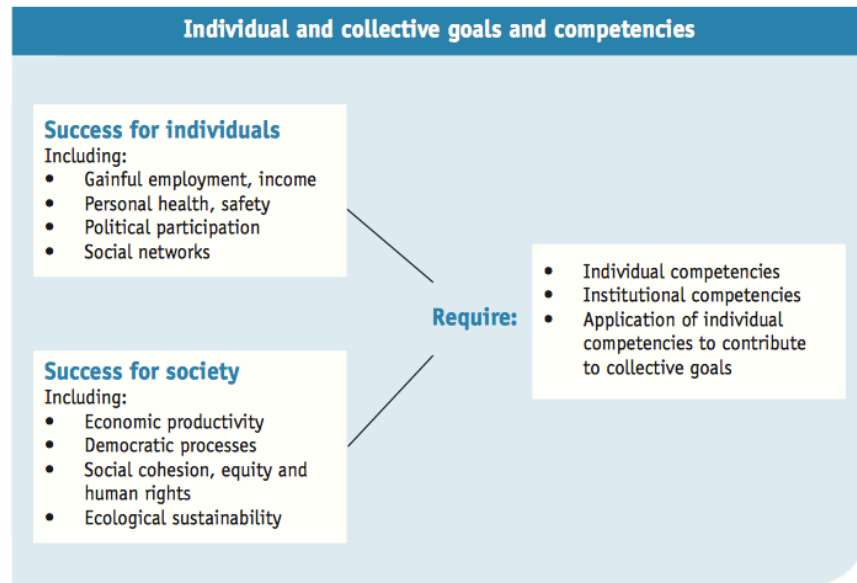 Individual and collective goals and competencies
Success for individuals
Including:
• Gainful employment, income
• Personal health, safety
• Political participation
• Social networks
Success for society
Including:
• Economic productivity
• Democratic processes
• Social cohesion, equity and
human rights
• Ecological sustainability
Require:
• Individual competencies
• Institutional competencies
• Application of individual
competencies to contribute
to collective goals